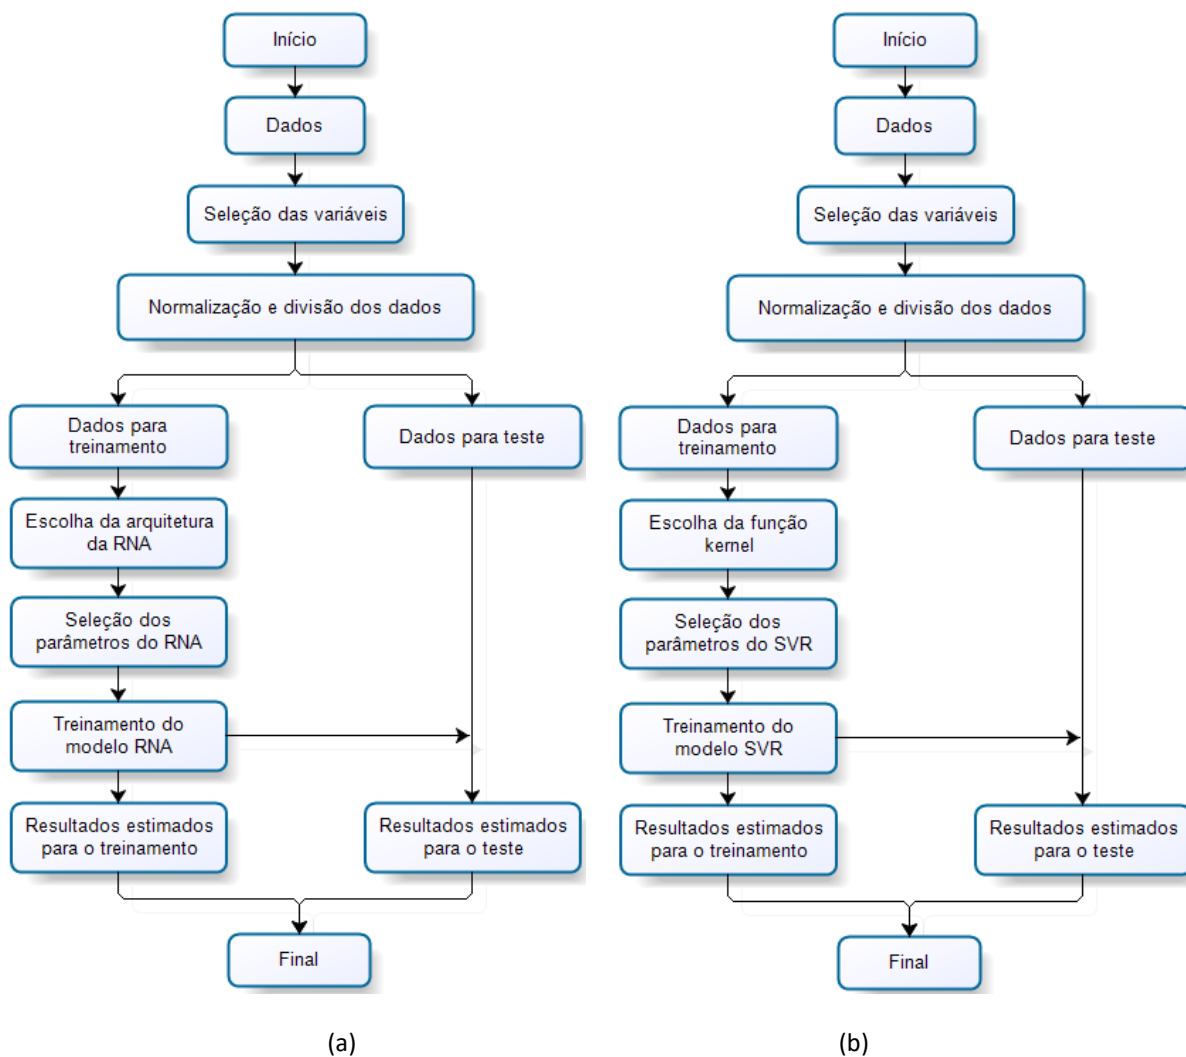 Início
Dados
Seleção das variáveis
Normalização e divisão dos dados
Dados para
treinamento
Dados para teste
Escolha da arquitetura
da RNA
Seleção dos
parâmetros do RNA
Treinamento do
modelo RNA
Resultados estimados
para o treinamento
Resultados estimados
para o teste
Final
(a)
Início
Dados
Seleção das variáveis
Normalização e divisão dos dados
Dados para
treinamento
Dados para teste
Escolha da função
kernel
Seleção dos
parâmetros do SVR
Treinamento do
modelo SVR
Resultados estimados
para o treinamento
Resultados estimados
para o teste
Final
(b)